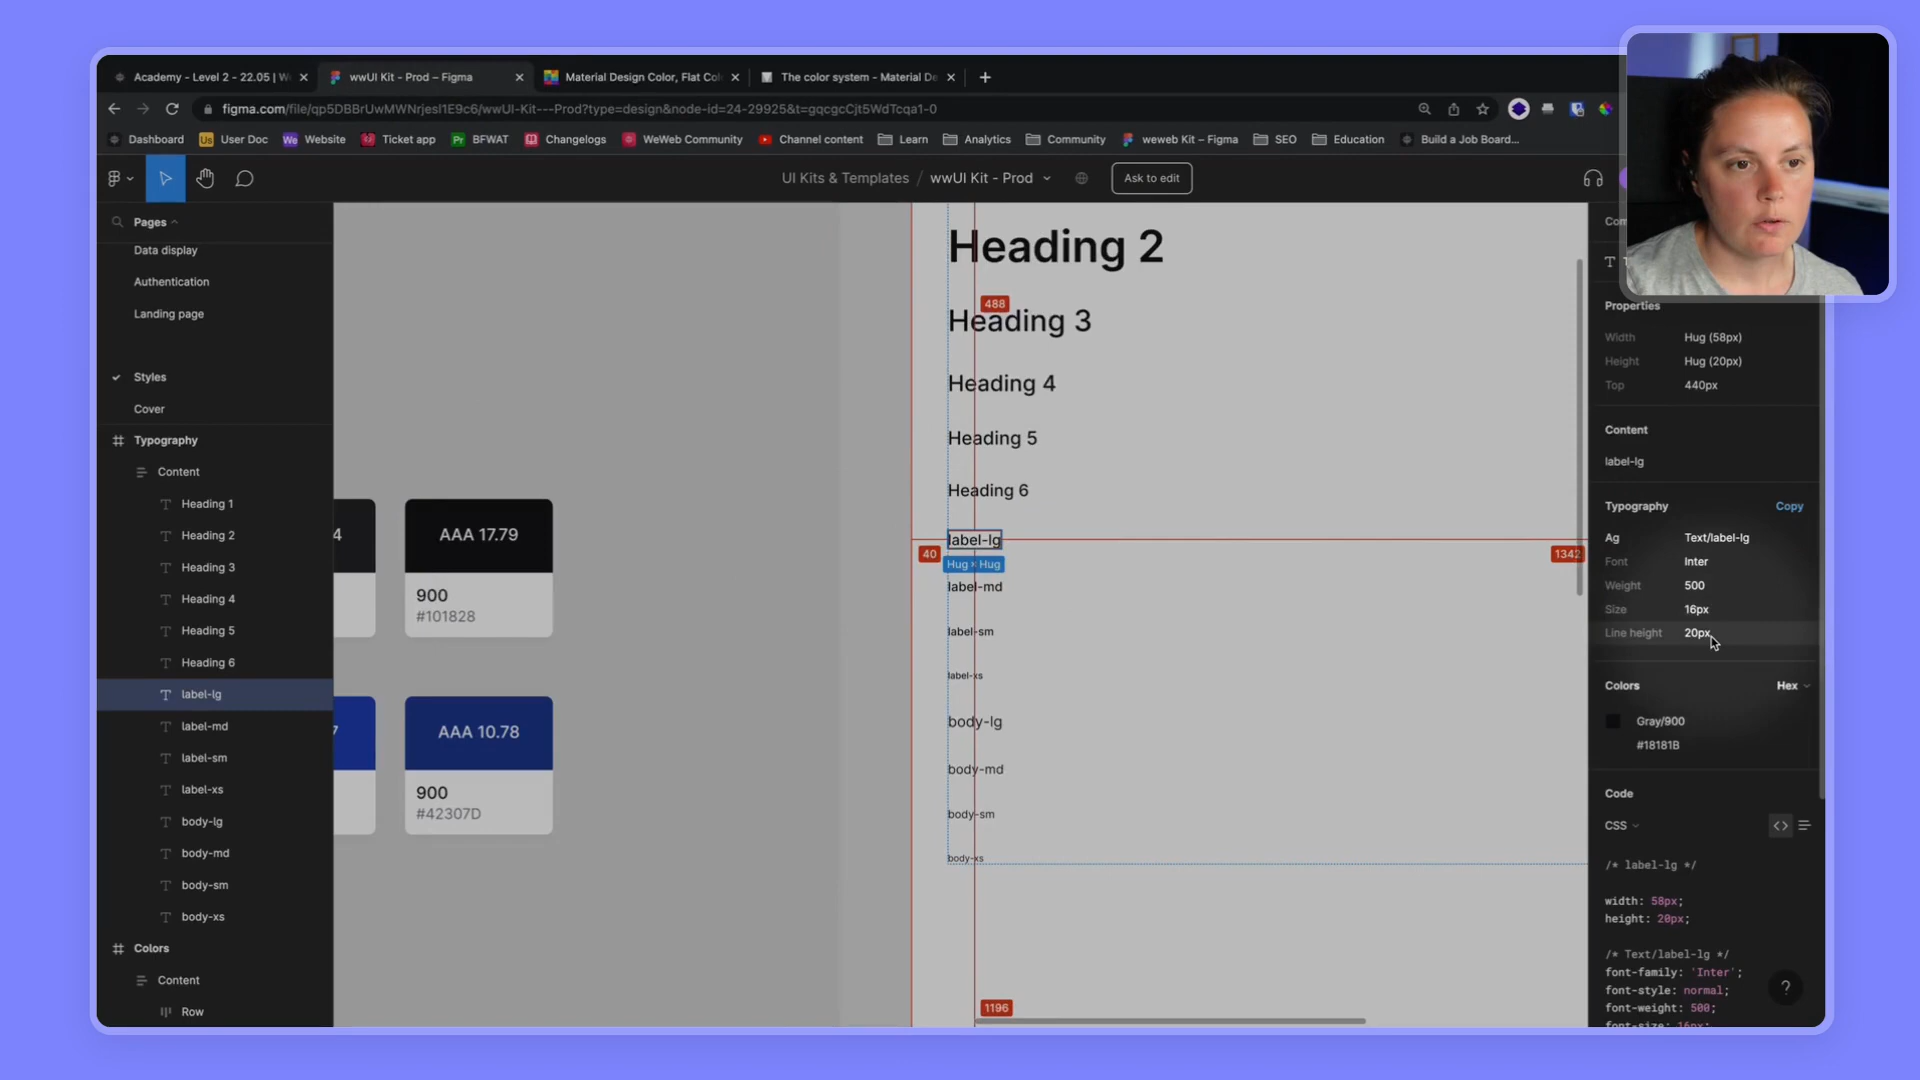 Academy - Level 2 - 22.05 | W
wwUI Kit - Prod – Figma
Material Design Color, Flat Col
The color system - Material De
figma.com/file/qp5DBBrUwMWNrjesI1E9c6/wwUI-Kit---Prod?type=design&node-id=24-29925&t=gqcgcCjt5WdTcqa1-0
Dashboard
User Doc
Website
Ticket app
BFWAT
Changelogs
WeWeb Community
Channel content
Learn
Analytics
Community
weweb Kit – Figma
SEO
Education
Build a Job Board...
UI Kits & Templates / wwUI Kit - Prod
Ask to edit
Pages
Data display
Authentication
Landing page
Styles
Cover
Typography
Content
Heading 1
Heading 2
Heading 3
Heading 4
Heading 5
Heading 6
label-lg
label-md
label-sm
label-xs
body-lg
body-md
body-sm
body-xs
Colors
Content
Row
4
AAA 17.79
900
#101828
7
AAA 10.78
900
#42307D
Heading 2
488
Heading 3
Heading 4
Heading 5
Heading 6
label-lg
40
1342
Hug × Hug
label-md
label-sm
label-xs
body-lg
body-md
body-sm
body-xs
1196
Properties
Width Hug (58px)
Height Hug (20px)
Top 440px
Content
label-lg
Typography Copy
Ag Text/label-lg
Font Inter
Weight 500
Size 16px
Line height 20px
Colors Hex
Gray/900
#18181B
Code
CSS
/* label-lg */
width: 58px;
height: 20px;
/* Text/label-lg */
font-family: 'Inter';
font-style: normal;
font-weight: 500;
font-size: 16px;
?